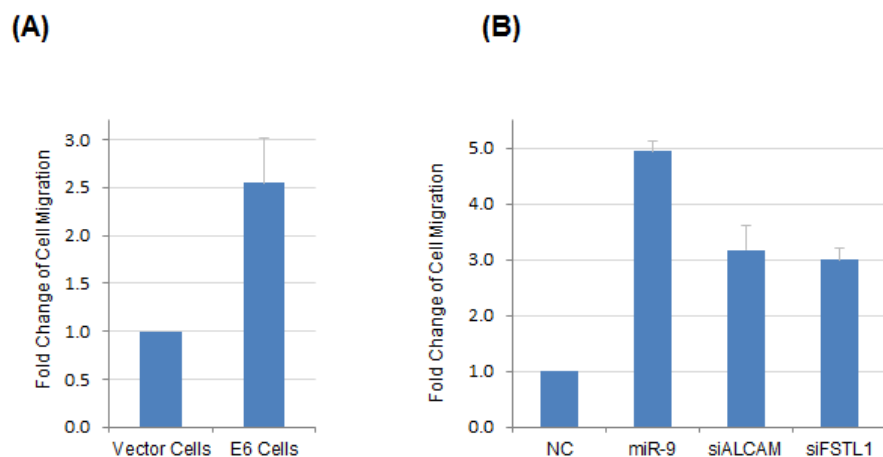 (A)
Fold Change of Cell Migration
3.0
2.5
2.0
1.5
1.0
0.5
0.0
Vector Cells E6 Cells
(B)
Fold Change of Cell Migration
5.0
4.0
3.0
2.0
1.0
0.0
NC miR-9 siALCAM siFSTL1